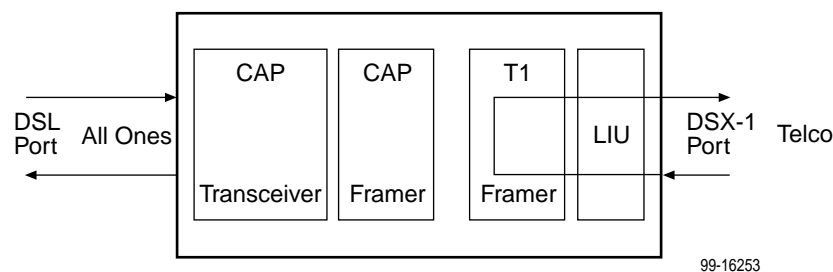 CAP
CAP
T1
DSL
Port
All Ones
LIU
DSX-1
Port
Telco
Transceiver
Framer
Framer
99-16253